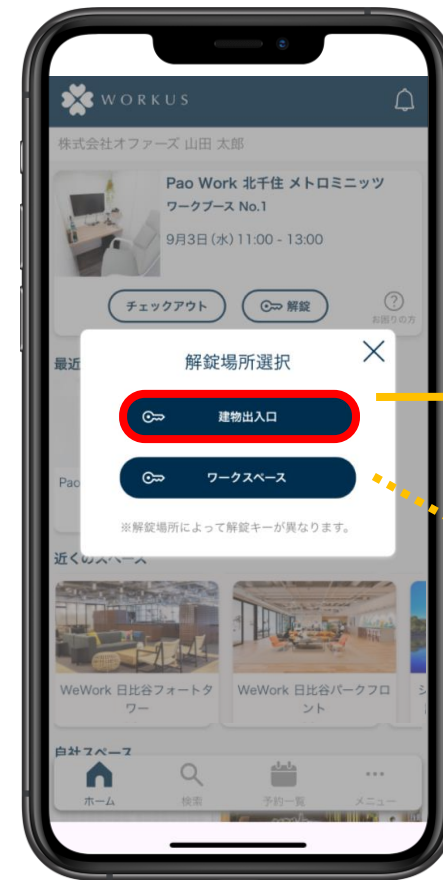 WORKUS
株式会社オファーズ 山田 太郎
Pao Work 北千住 メトロミニッツ
ワークブース No.1
9月3日(水)11:00 - 13:00
チェックアウト
解錠
お困りの方
最近
解錠場所選択
建物出入口
Pao
ワークスペース
※解錠場所によって解錠キーが異なります。
近くのスペース
WeWork 日比谷フォートタワー
WeWork 日比谷パークフロント
自社スペース
ホーム
検索
予約一覧
メニュー